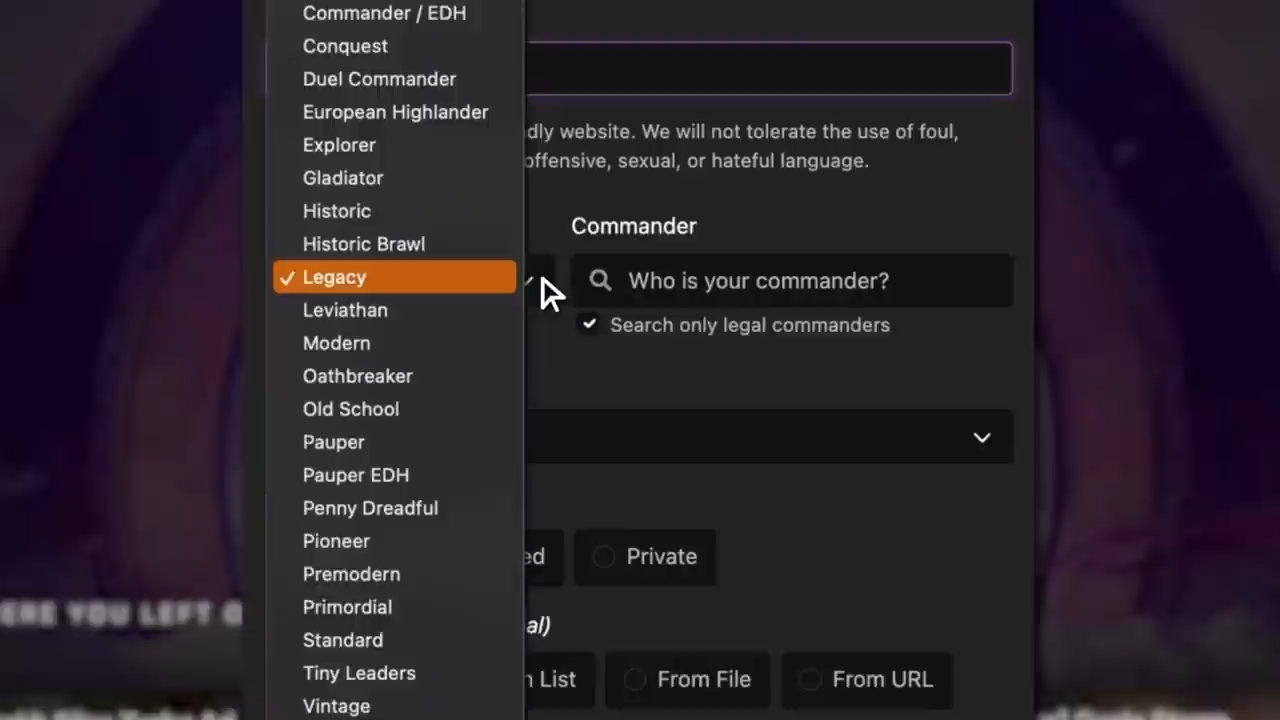 Commander / EDH
Conquest
Duel Commander
European Highlander
Explorer
Gladiator
Historic
Historic Brawl
✓ Legacy
Leviathan
Modern
Oathbreaker
Old School
Pauper
Pauper EDH
Penny Dreadful
Pioneer
Premodern
Primordial
Standard
Tiny Leaders
Vintage
dly website. We will not tolerate the use of foul,
offensive, sexual, or hateful language.
Commander
Who is your commander?
Search only legal commanders
ed
Private
al)
List
From File
From URL
ERE YOU LEFT O